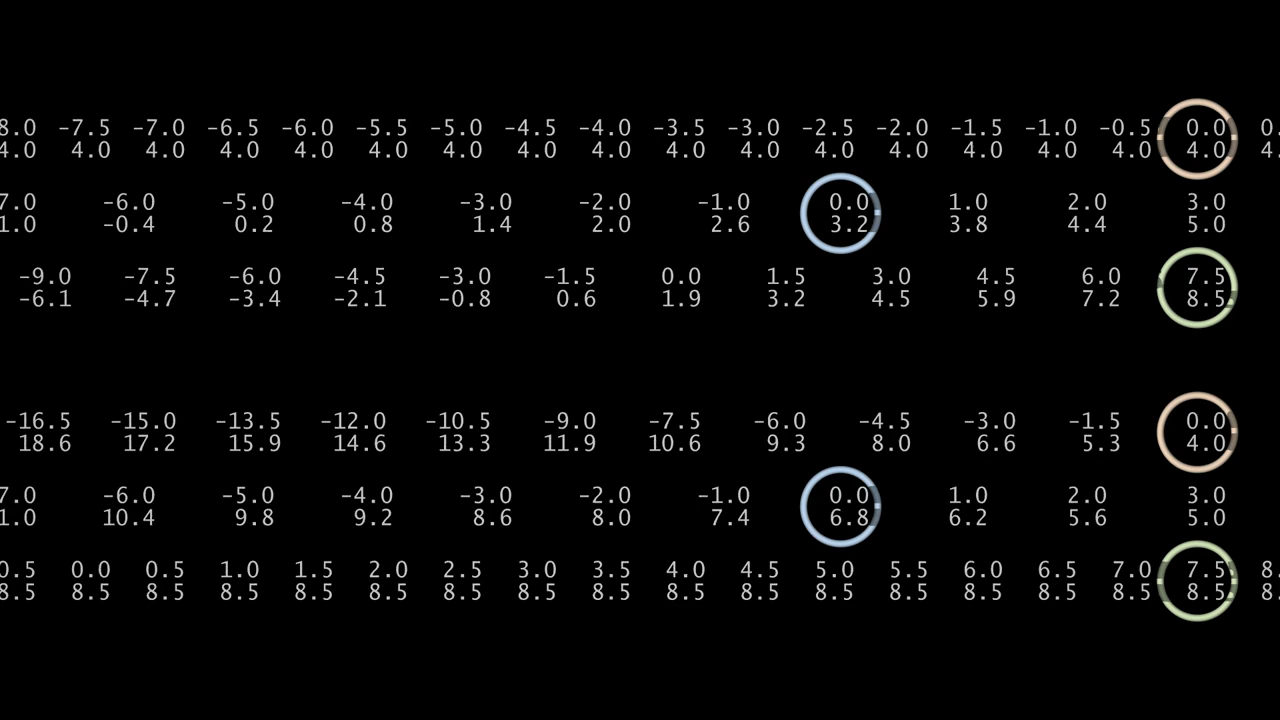 8.0 -7.5 -7.0 -6.5 -6.0 -5.5 -5.0 -4.5 -4.0 -3.5 -3.0 -2.5 -2.0 -1.5 -1.0 -0.5 0.0 0.
4.0 4.0 4.0 4.0 4.0 4.0 4.0 4.0 4.0 4.0 4.0 4.0 4.0 4.0 4.0 4.0 4.0 4.
7.0 -6.0 -5.0 -4.0 -3.0 -2.0 -1.0 0.0 1.0 2.0 3.0
1.0 -0.4 0.2 0.8 1.4 2.0 2.6 3.2 3.8 4.4 5.0
-9.0 -7.5 -6.0 -4.5 -3.0 -1.5 0.0 1.5 3.0 4.5 6.0 7.5
-6.1 -4.7 -3.4 -2.1 -0.8 0.6 1.9 3.2 4.5 5.9 7.2 8.5
-16.5 -15.0 -13.5 -12.0 -10.5 -9.0 -7.5 -6.0 -4.5 -3.0 -1.5 0.0
18.6 17.2 15.9 14.6 13.3 11.9 10.6 9.3 8.0 6.6 5.3 4.0
7.0 -6.0 -5.0 -4.0 -3.0 -2.0 -1.0 0.0 1.0 2.0 3.0
1.0 10.4 9.8 9.2 8.6 8.0 7.4 6.8 6.2 5.6 5.0
0.5 0.0 0.5 1.0 1.5 2.0 2.5 3.0 3.5 4.0 4.5 5.0 5.5 6.0 6.5 7.0 7.5 8.
8.5 8.5 8.5 8.5 8.5 8.5 8.5 8.5 8.5 8.5 8.5 8.5 8.5 8.5 8.5 8.5 8.5 8.